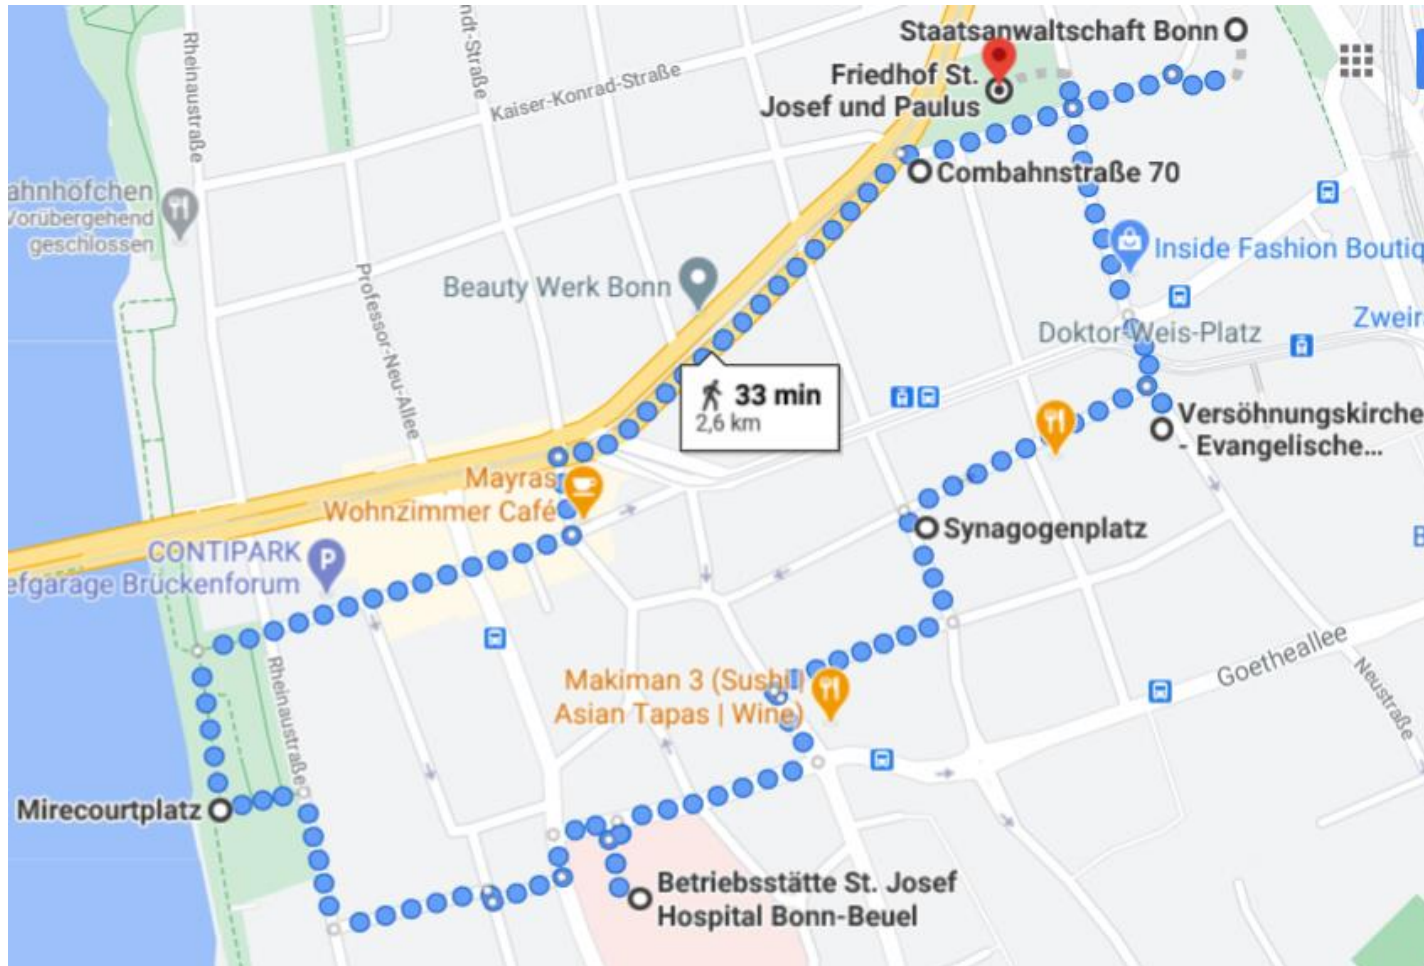 Staatsanwaltschaft Bonn
Friedhof St.
Josef und Paulus
Kaiser-Konrad-Straße
Rheinaustraße
ndt-Straße
Combahnstraße 70
ahnhöfchen
Vorübergehend
geschlossen
Inside Fashion Boutiq
Beauty Werk Bonn
Professor-Neu-Allee
Doktor-Weis-Platz
Zweir
33 min
2,6 km
Versöhnungskirche
- Evangelische...
Mayras
Wohnzimmer Café
Synagogenplatz
CONTIPARK
efgarage Brückenforum
P
B
Goetheallee
Neustraße
Rheinaustraße
Makiman 3 (Sushi |
Asian Tapas | Wine)
Mirecourtplatz
Betriebsstätte St. Josef
Hospital Bonn-Beuel